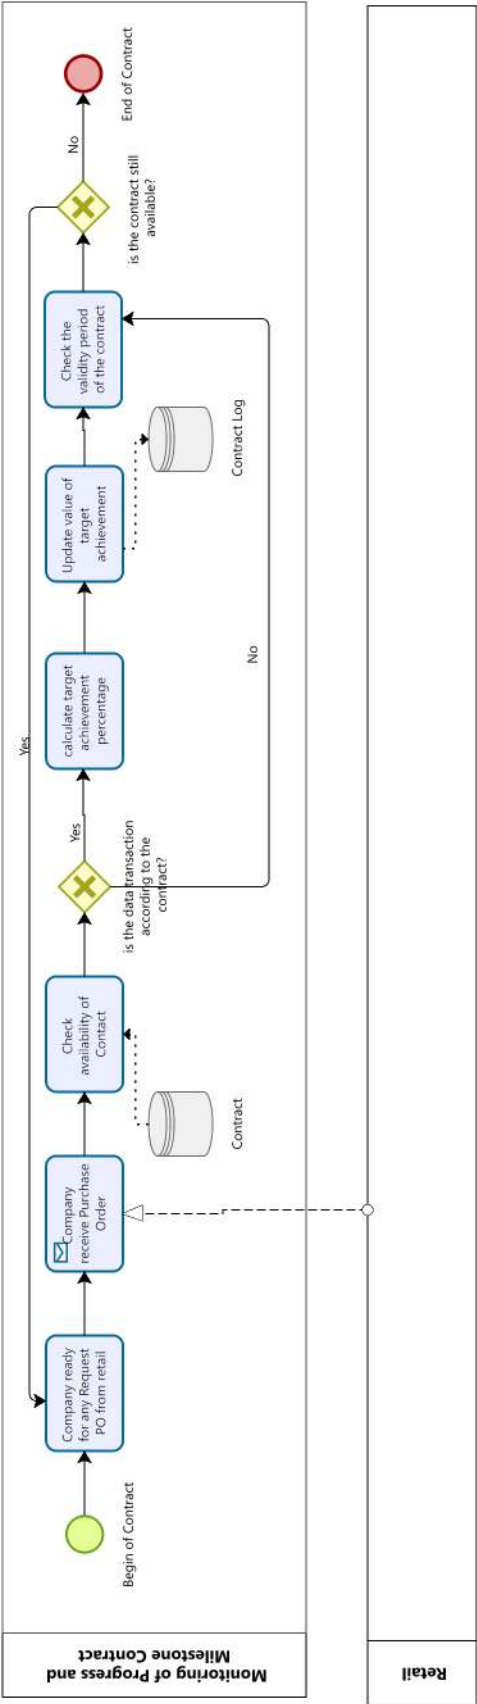 Monitoring of Progress and
Milestone Contract
Begin of Contract
Company ready
for any Request
PO from retail
Company
receive Purchase
Order
Contract
Check
availability of
Contact
is the data transaction
according to the
contract?
Yes
No
calculate target
achievement
percentage
Update value of
target
achievement
Contract Log
Check the
validity period
of the contract
is the contract still
available?
Yes
No
End of Contract
Retail